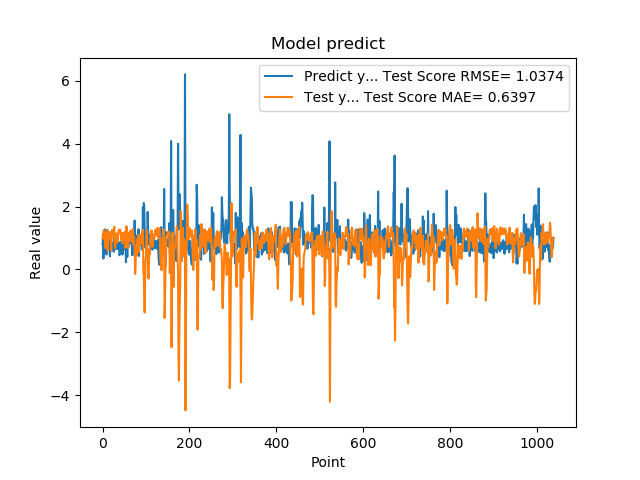 Model predict
Predict y... Test Score RMSE= 1.0374
Test y... Test Score MAE= 0.6397
6
4
2
0
−2
−4
Real value
0 200 400 600 800 1000
Point